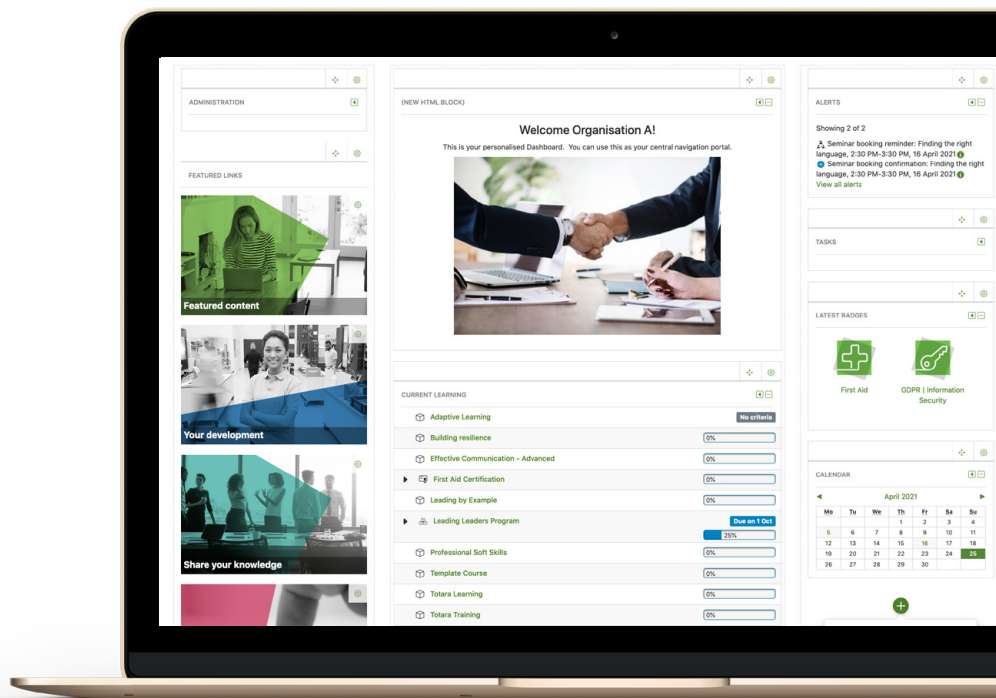 ADMINISTRATION
FEATURED LINKS
Featured content
Your development
Share your knowledge
(NEW HTML BLOCK)
Welcome Organisation A!
This is your personalised Dashboard. You can use this as your central navigation portal.
CURRENT LEARNING
Adaptive Learning No criteria
Building resilience 0%
Effective Communication - Advanced 0%
First Aid Certification 0%
Leading by Example 0%
Leading Leaders Program Due on 1 Oct
25%
Professional Soft Skills 0%
Template Course 0%
Totara Learning 0%
Totara Training 0%
ALERTS
Showing 2 of 2
Seminar booking reminder: Finding the right
language, 2:30 PM-3:30 PM, 16 April 2021
Seminar booking confirmation: Finding the right
language, 2:30 PM-3:30 PM, 16 April 2021
View all alerts
TASKS
LATEST BADGES
First Aid
GDPR | Information
Security
CALENDAR
April 2021
Mo Tu We Th Fr Sa Su
1 2 3 4
5 6 7 8 9 10 11
12 13 14 15 16 17 18
19 20 21 22 23 24 25
26 27 28 29 30